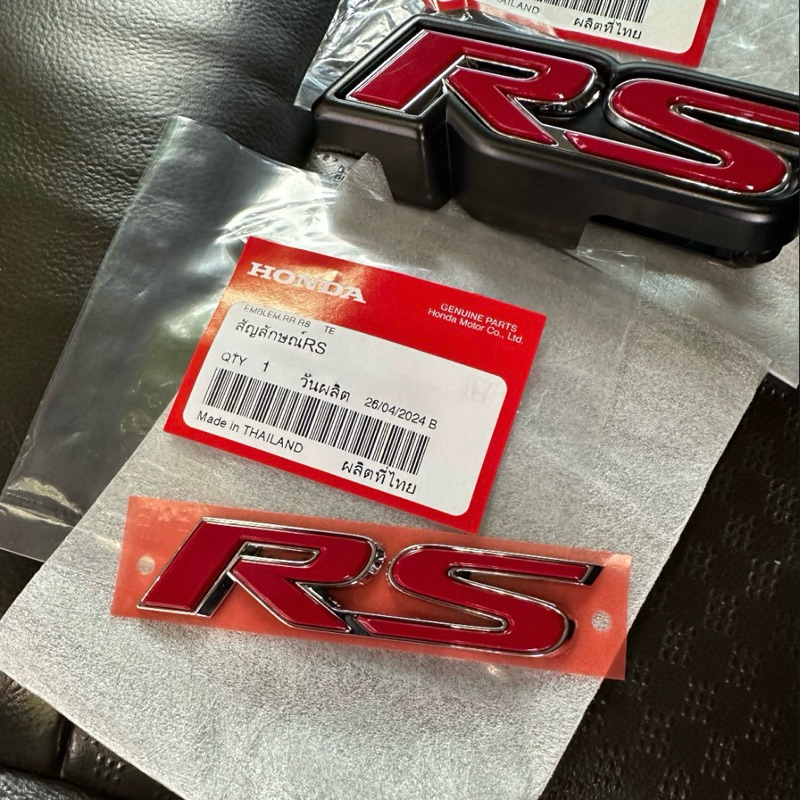 THAILAND
ผลิตที่ไทย
RS
HONDA
GENUINE PARTS
Honda Motor Co., Ltd.
EMBLEM,RR RS TE
สัญลักษณ์RS
QTY 1 วันผลิต 26/04/2024 B
Made in THAILAND
ผลิตที่ไทย
RS